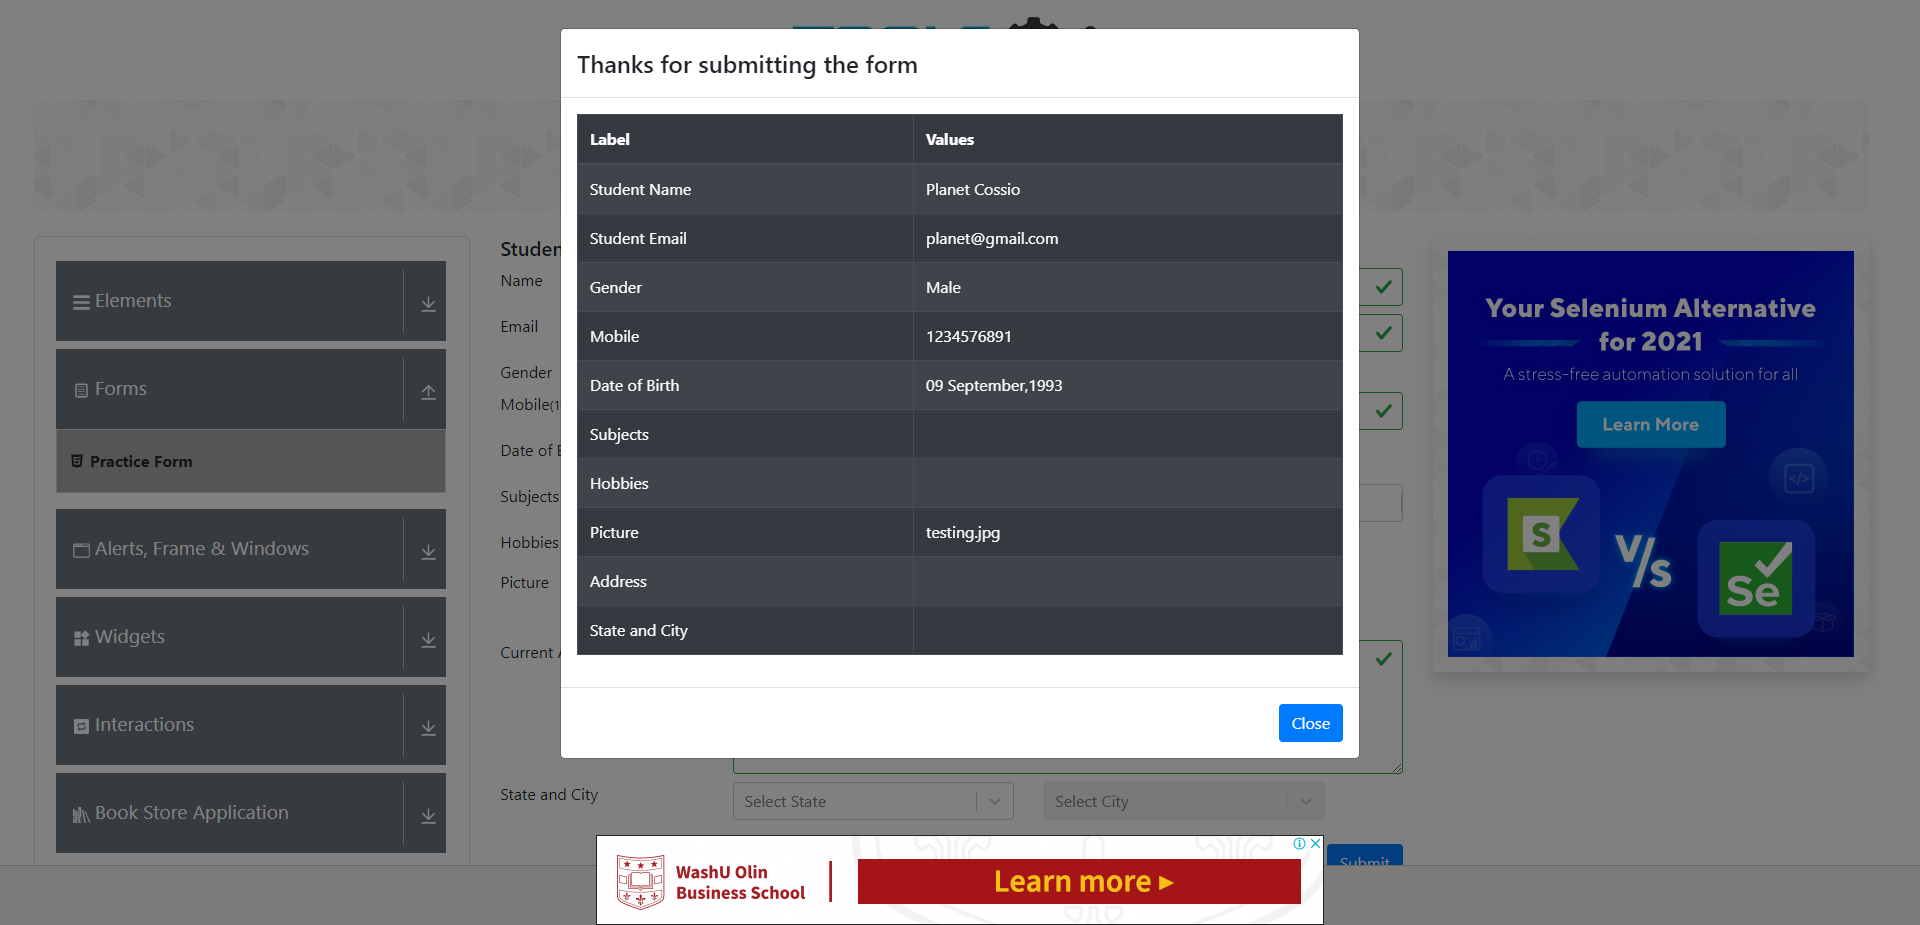 Thanks for submitting the form
Label Values
Student Name Planet Cossio
Student Email planet@gmail.com
Gender Male
Mobile 1234576891
Date of Birth 09 September,1993
Subjects
Hobbies
Picture testing.jpg
Address
State and City
Close
Elements
Forms
Practice Form
Alerts, Frame & Windows
Widgets
Interactions
Book Store Application
Name
Email
Gender
Date of
Subjects
Hobbies
Picture
Current
State and City
Select State
Select City
Submit
Your Selenium Alternative
for 2021
A stress-free automation solution for all
Learn More
S
V/s
Se
</>
WashU Olin
Business School
Learn more ▸